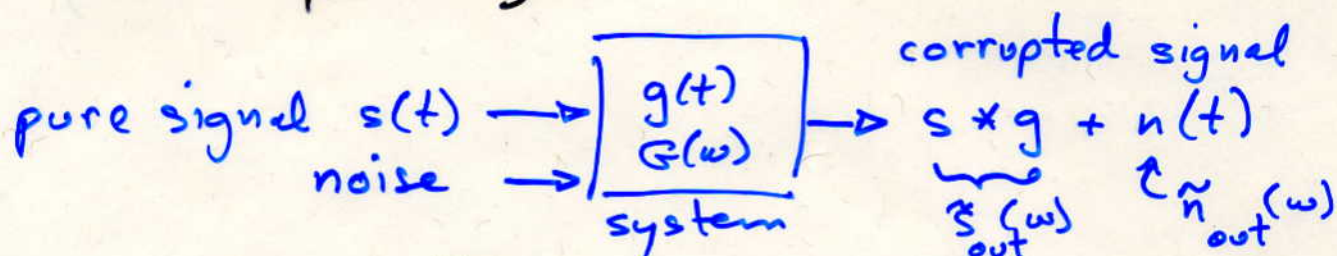 corrupted signal
pure signal s(t) → g(t) → s * g + n(t)
noise → G(ω)
system s̃out(ω) ñout(ω)